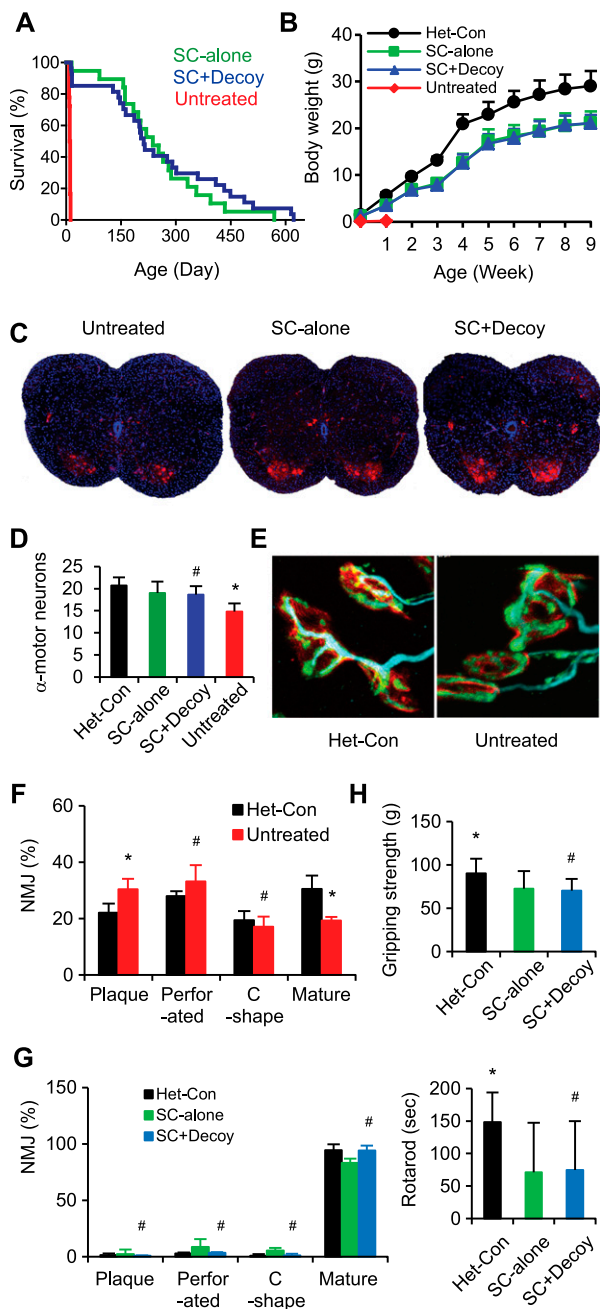 A
SC-alone
SC+Decoy
Untreated
Survival (%)
100
80
60
40
20
0
0 150 300 450 600
Age (Day)
B
Het-Con
SC-alone
SC+Decoy
Untreated
Body weight (g)
40
30
20
10
0
1 2 3 4 5 6 7 8 9
Age (Week)
C
Untreated SC-alone SC+Decoy
D
α-motor neurons
25
20
15
10
5
0
# *
Het-Con SC-alone SC+Decoy Untreated
E
Het-Con Untreated
F
Het-Con
Untreated
NMJ (%)
60
40
20
0
* # # *
Plaque Perfor C Mature
-ated -shape
H
Gripping strength (g)
150
100
50
0
* #
Het-Con SC-alone SC+Decoy
G
Het-Con
SC-alone
SC+Decoy
NMJ (%)
150
100
50
0
# # # #
Plaque Perfor C Mature
-ated -shape
Rotarod (sec)
200
150
100
50
0
* #
Het-Con SC-alone SC+Decoy